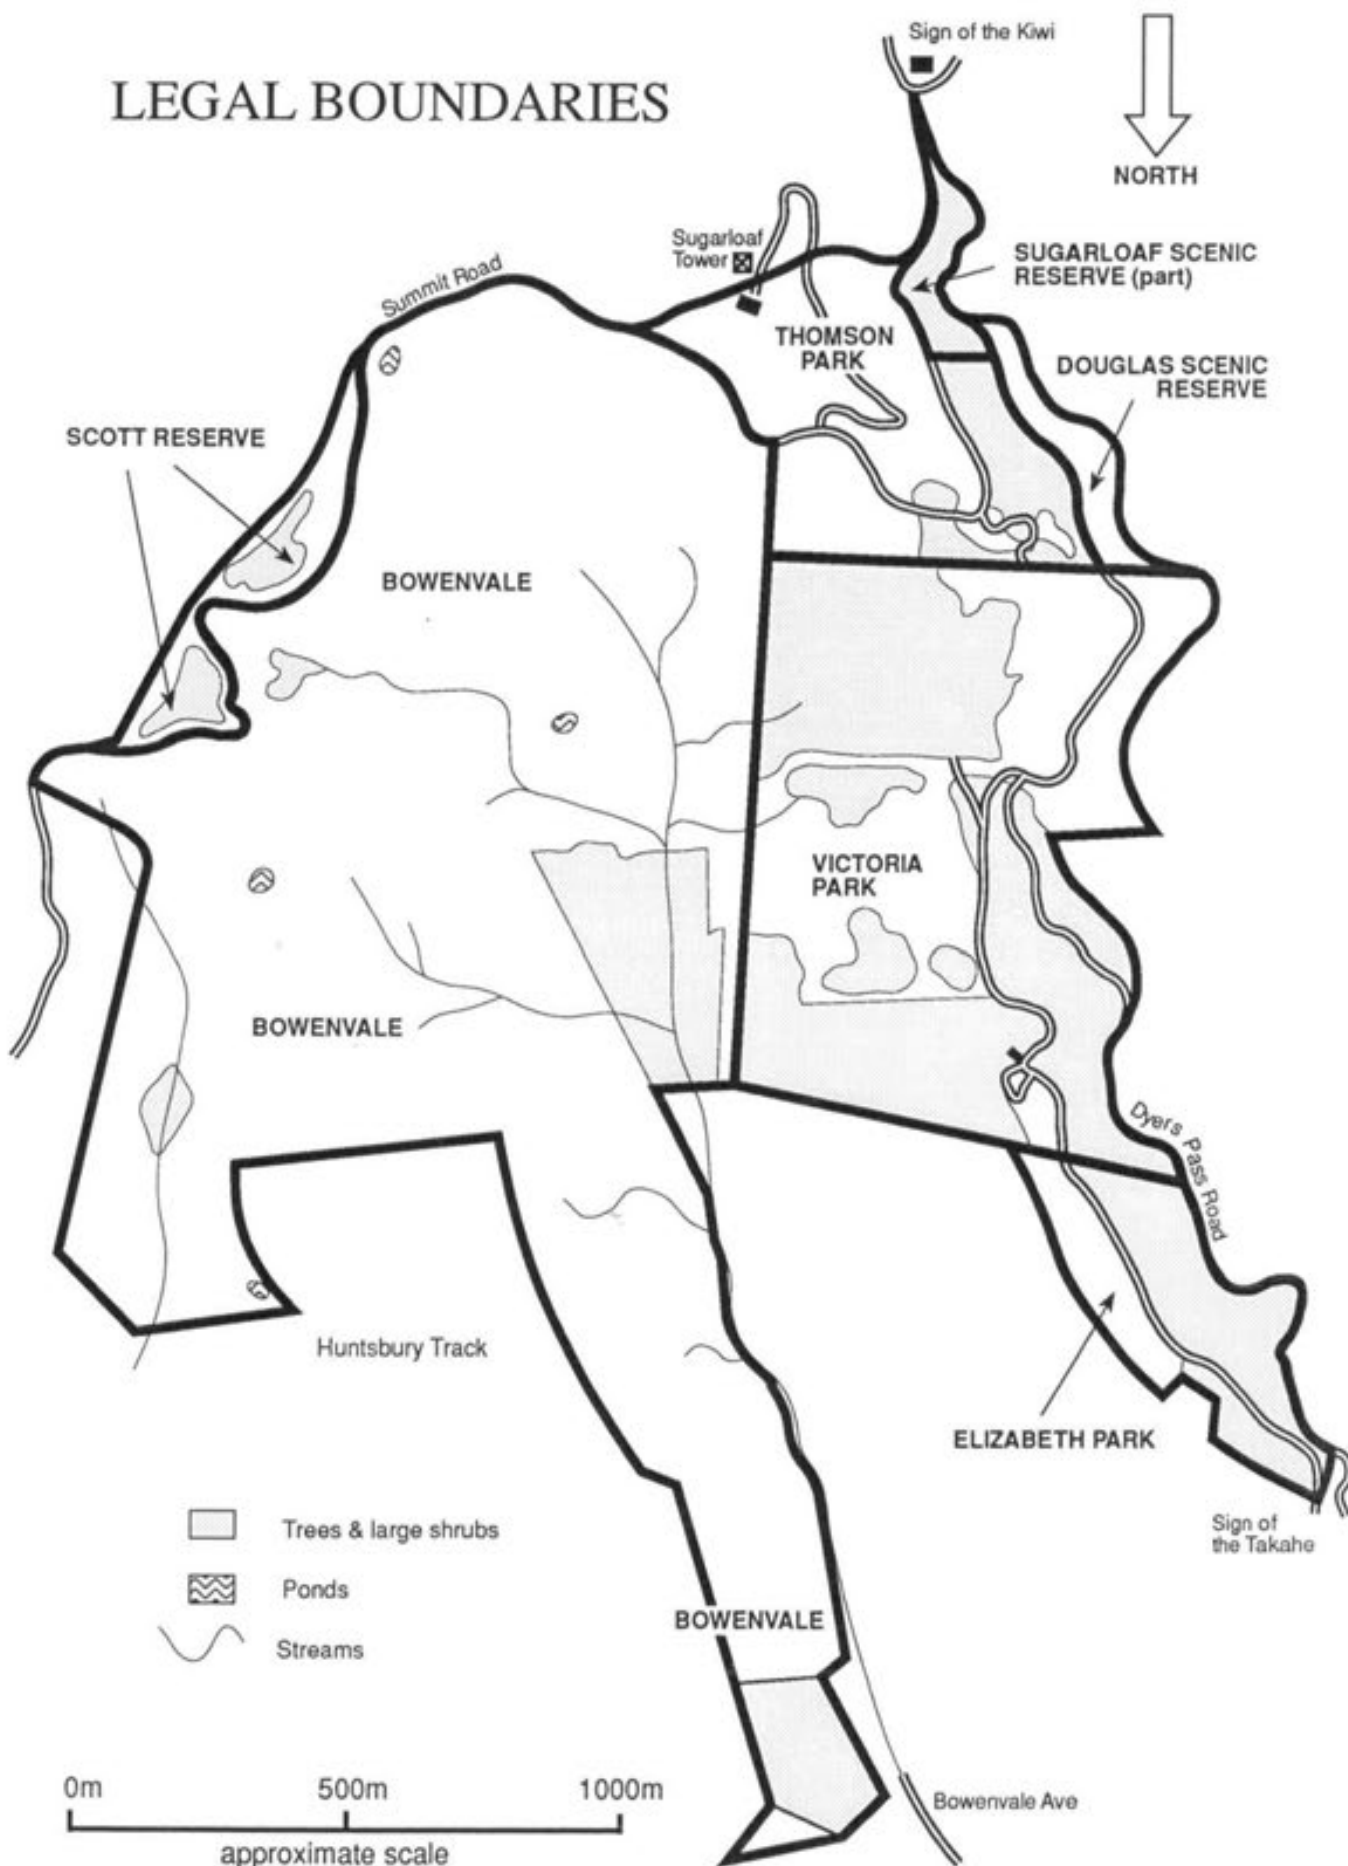 Sign of the Kiwi
LEGAL BOUNDARIES
NORTH
Sugarloaf
Tower
SUGARLOAF SCENIC
RESERVE (part)
Summit Road
THOMSON
PARK
DOUGLAS SCENIC
RESERVE
SCOTT RESERVE
BOWENVALE
VICTORIA
PARK
BOWENVALE
Dyers Pass Road
Huntsbury Track
ELIZABETH PARK
Sign of
the Takahe
Trees & large shrubs
Ponds
Streams
BOWENVALE
0m 500m 1000m
approximate scale
Bowenvale Ave